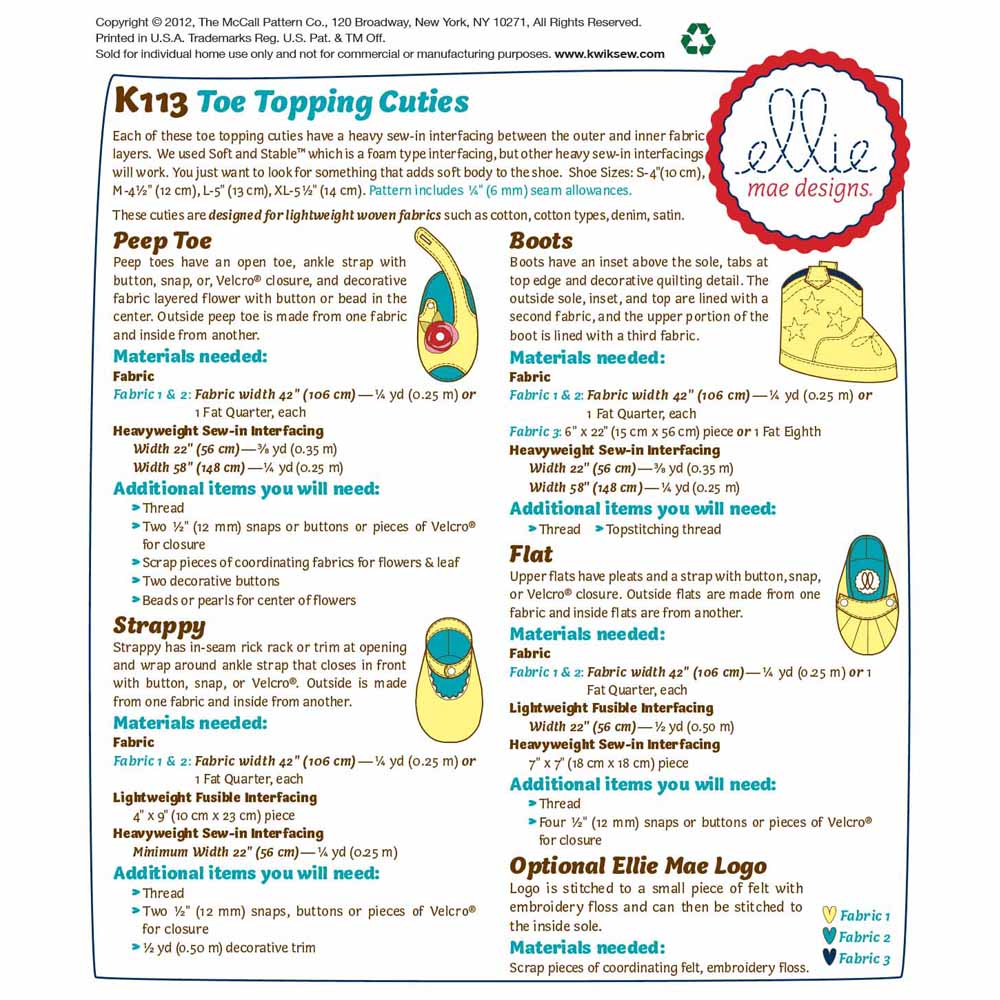 Copyright © 2012, The McCall Pattern Co., 120 Broadway, New York, NY 10271, All Rights Reserved.
Printed in U.S.A. Trademarks Reg. U.S. Pat. & TM Off.
Sold for individual home use only and not for commercial or manufacturing purposes. www.kwiksew.com
K113 Toe Topping Cuties
ellie
mae designs.
Each of these toe topping cuties have a heavy sew-in interfacing between the outer and inner fabric
layers. We used Soft and Stable™ which is a foam type interfacing, but other heavy sew-in interfacings
will work. You just want to look for something that adds soft body to the shoe. Shoe Sizes: S-4"(10 cm),
M-4½" (12 cm), L-5" (13 cm), XL-5½" (14 cm). Pattern includes ¼" (6 mm) seam allowances.
These cuties are designed for lightweight woven fabrics such as cotton, cotton types, denim, satin.
Peep Toe
Peep toes have an open toe, ankle strap with
button, snap, or, Velcro® closure, and decorative
fabric layered flower with button or bead in the
center. Outside peep toe is made from one fabric
and inside from another.
Materials needed:
Fabric
Fabric 1 & 2: Fabric width 42" (106 cm)—¼ yd (0.25 m) or
1 Fat Quarter, each
Heavyweight Sew-in Interfacing
Width 22" (56 cm)—⅜ yd (0.35 m)
Width 58" (148 cm)—¼ yd (0.25 m)
Additional items you will need:
➤Thread
➤Two ½" (12 mm) snaps or buttons or pieces of Velcro®
for closure
➤Scrap pieces of coordinating fabrics for flowers & leaf
➤Two decorative buttons
➤Beads or pearls for center of flowers
Strappy
Strappy has in-seam rick rack or trim at opening
and wrap around ankle strap that closes in front
with button, snap, or Velcro®. Outside is made
from one fabric and inside from another.
Materials needed:
Fabric
Fabric 1 & 2: Fabric width 42" (106 cm)—¼ yd (0.25 m) or
1 Fat Quarter, each
Lightweight Fusible Interfacing
4" x 9" (10 cm x 23 cm) piece
Heavyweight Sew-in Interfacing
Minimum Width 22" (56 cm)—¼ yd (0.25 m)
Additional items you will need:
➤Thread
➤Two ½" (12 mm) snaps, buttons or pieces of Velcro®
for closure
➤½ yd (0.50 m) decorative trim
Boots
Boots have an inset above the sole, tabs at
top edge and decorative quilting detail. The
outside sole, inset, and top are lined with a
second fabric, and the upper portion of the
boot is lined with a third fabric.
Materials needed:
Fabric
Fabric 1 & 2: Fabric width 42" (106 cm)—¼ yd (0.25 m) or
1 Fat Quarter, each
Fabric 3: 6" x 22" (15 cm x 56 cm) piece or 1 Fat Eighth
Heavyweight Sew-in Interfacing
Width 22" (56 cm)—⅜ yd (0.35 m)
Width 58" (148 cm)—¼ yd (0.25 m)
Additional items you will need:
➤Thread ➤Topstitching thread
Flat
Upper flats have pleats and a strap with button, snap,
or Velcro® closure. Outside flats are made from one
fabric and inside flats are from another.
Materials needed:
Fabric
Fabric 1 & 2: Fabric width 42" (106 cm)—¼ yd (0.25 m) or 1
Fat Quarter, each
Lightweight Fusible Interfacing
Width 22" (56 cm)—½ yd (0.50 m)
Heavyweight Sew-in Interfacing
7" x 7" (18 cm x 18 cm) piece
Additional items you will need:
➤Thread
➤Four ½" (12 mm) snaps or buttons or pieces of Velcro®
for closure
Optional Ellie Mae Logo
Logo is stitched to a small piece of felt with
embroidery floss and can then be stitched to
the inside sole.
Materials needed:
Scrap pieces of coordinating felt, embroidery floss.
Fabric 1
Fabric 2
Fabric 3